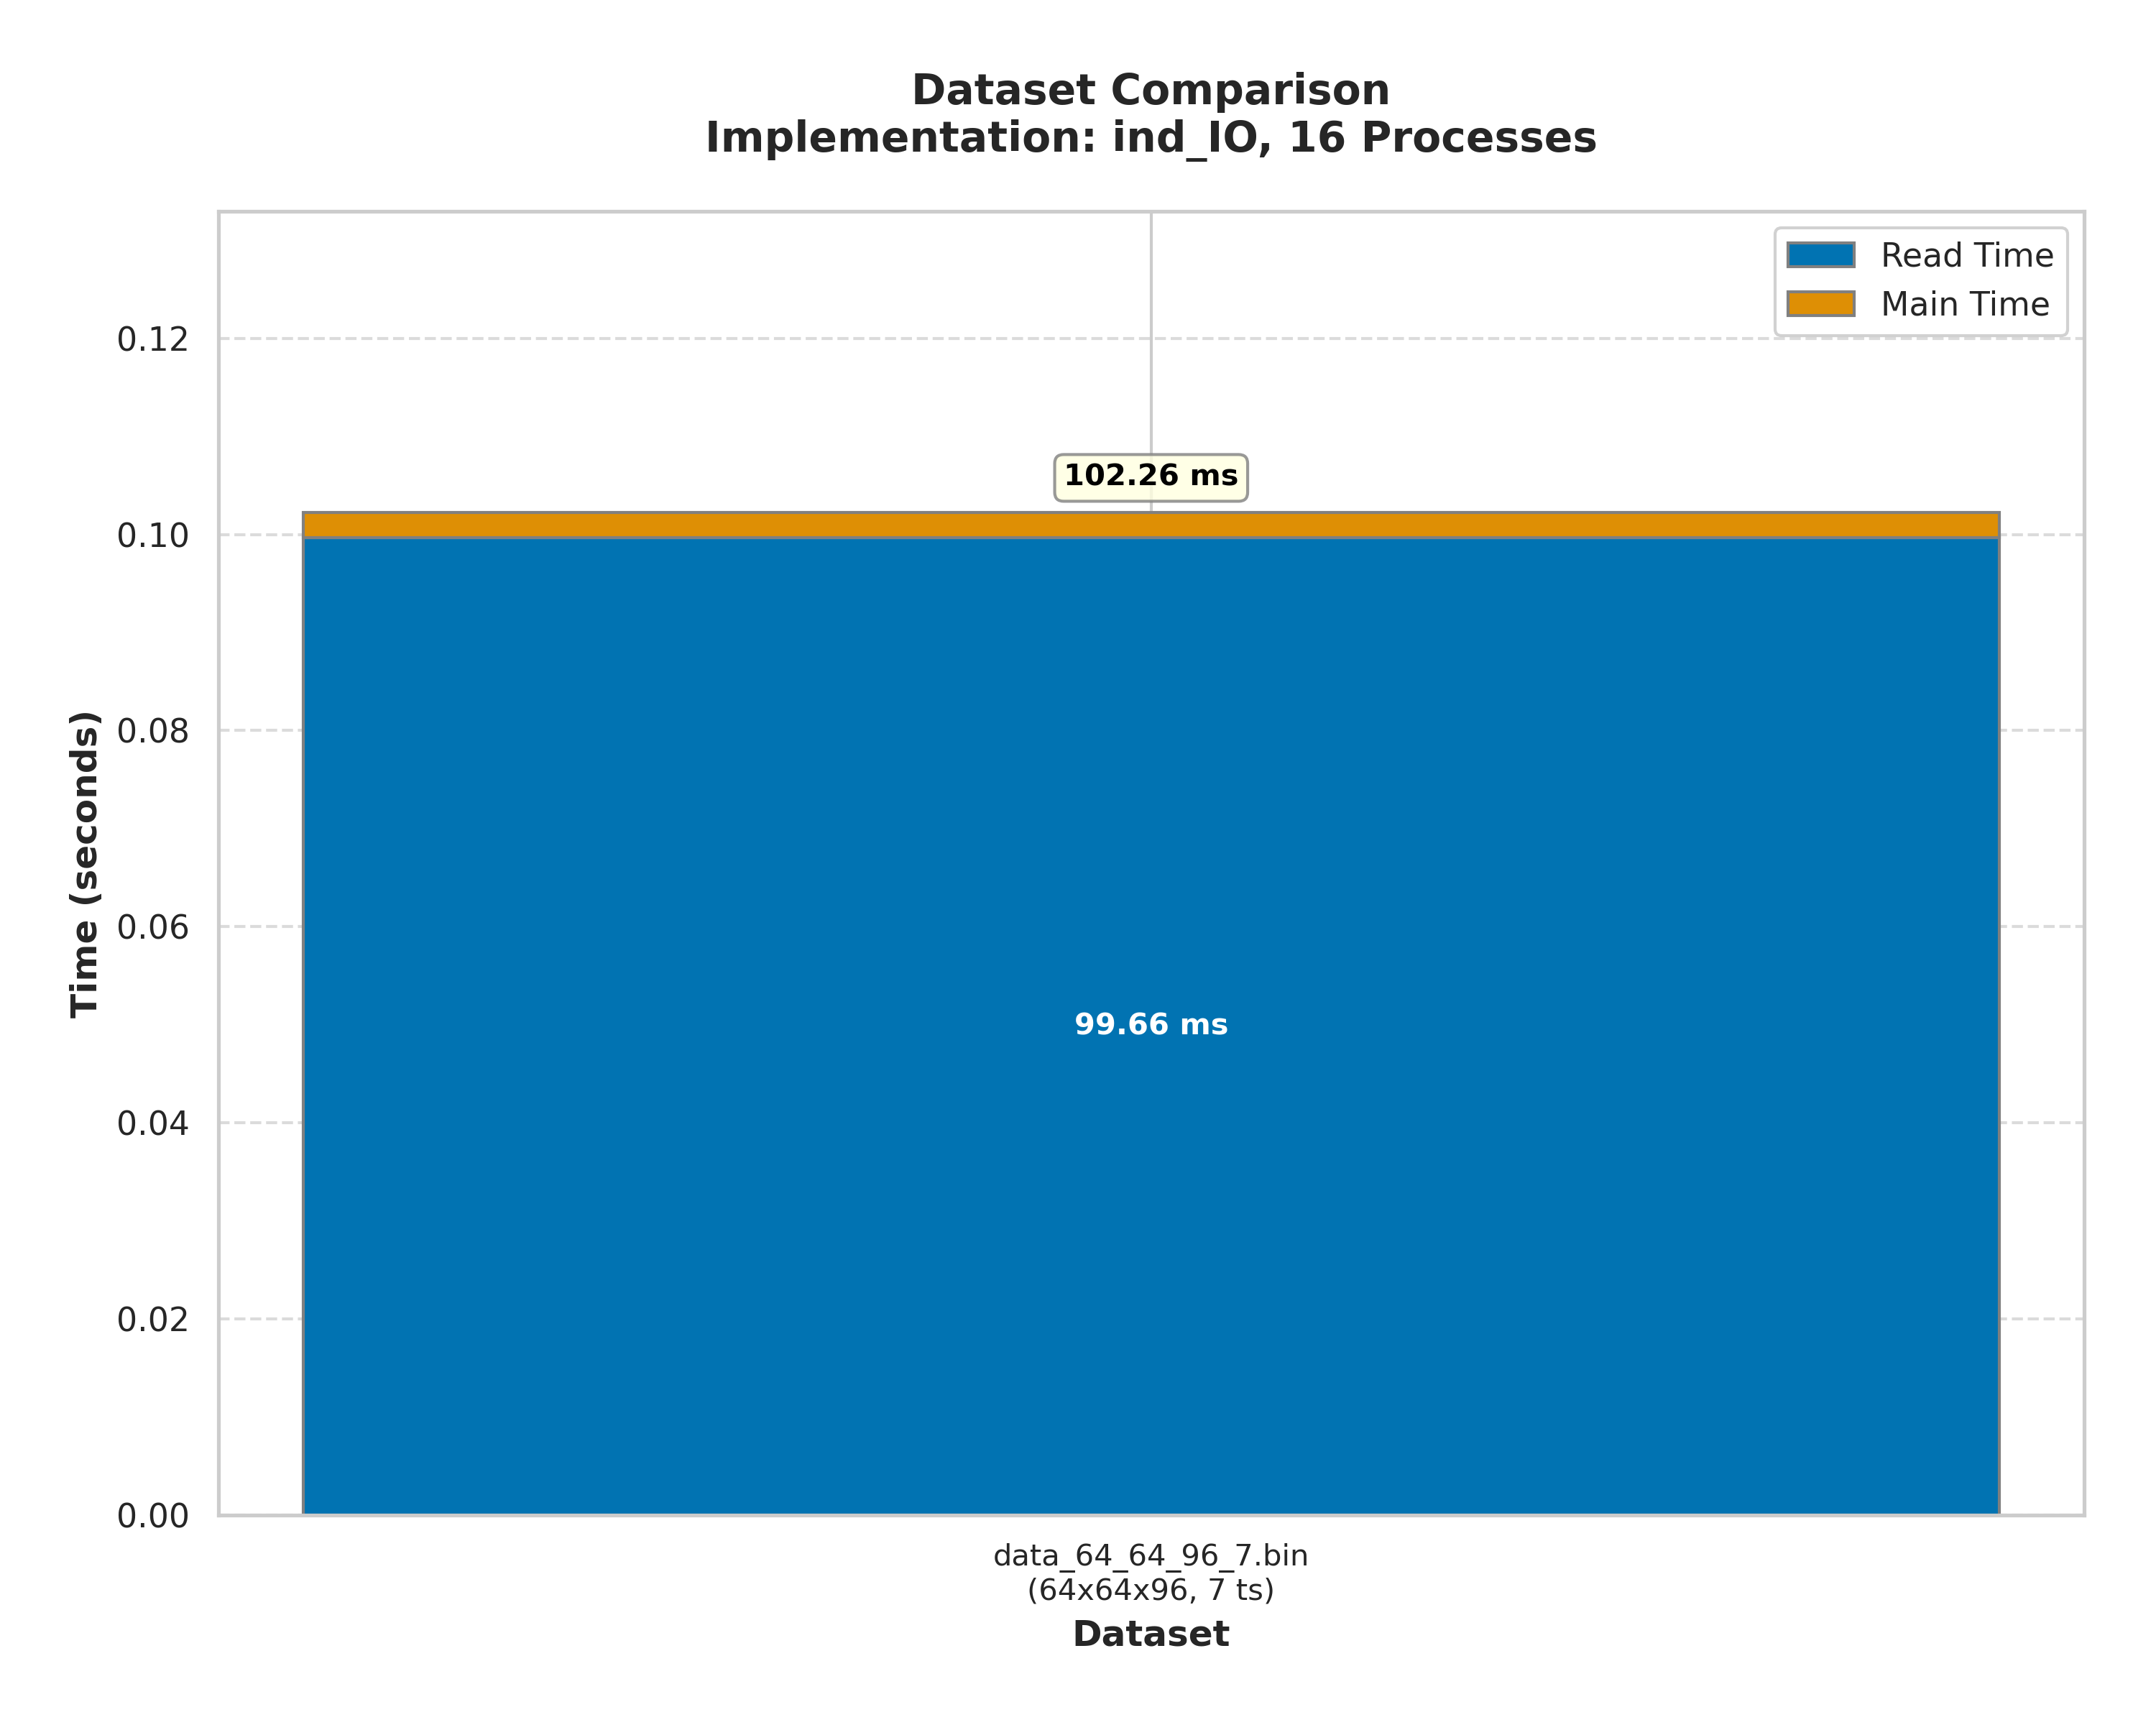 Dataset Comparison
Implementation: ind_IO, 16 Processes
Read Time
Main Time
0.12
0.10
0.08
0.06
0.04
0.02
0.00
Time (seconds)
102.26 ms
99.66 ms
data_64_64_96_7.bin
(64x64x96, 7 ts)
Dataset